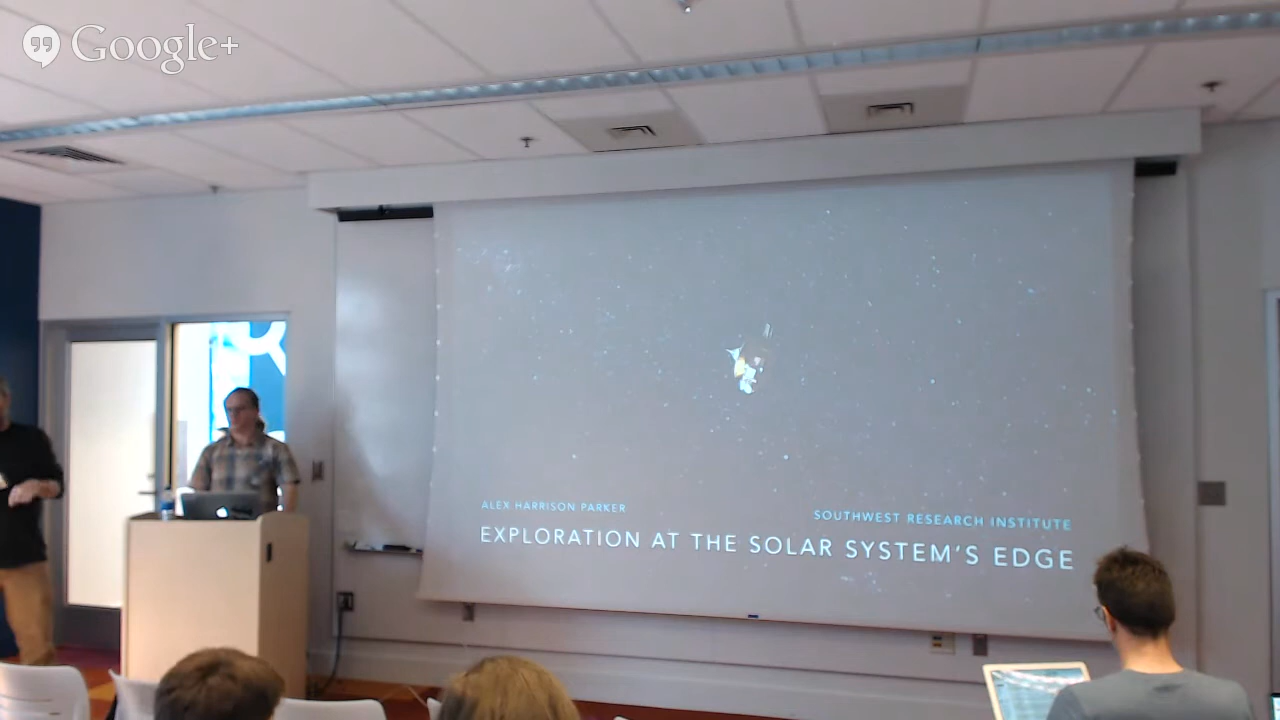 Google+
ALEX HARRISON PARKER
SOUTHWEST RESEARCH INSTITUTE
EXPLORATION AT THE SOLAR SYSTEM'S EDGE